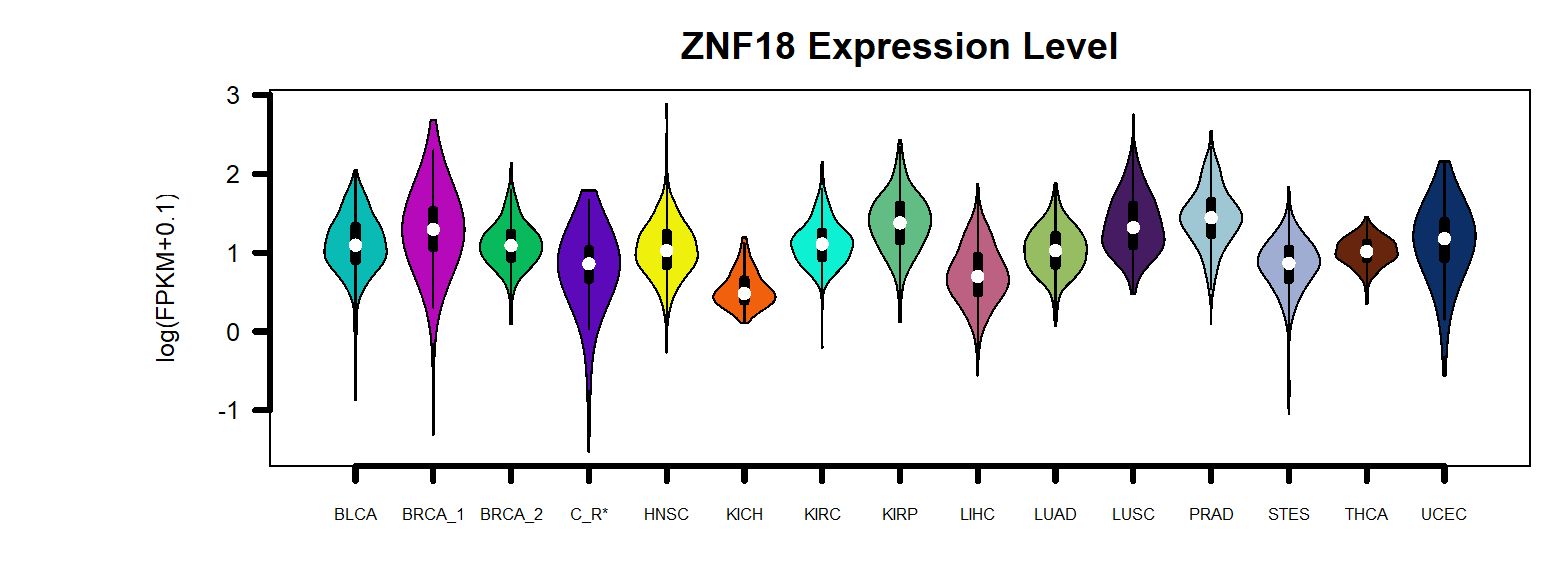 ZNF18 Expression Level
log(FPKM+0.1)
3
2
1
0
-1
BLCA BRCA_1 BRCA_2 C_R* HNSC KICH KIRC KIRP LIHC LUAD LUSC PRAD STES THCA UCEC